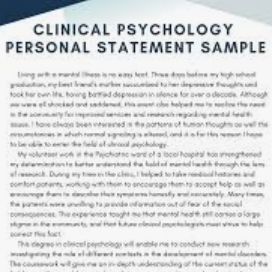 CLINICAL PSYCHOLOGY
PERSONAL STATEMENT SAMPLE
Living with a mental illness is no easy feat. Three days before my high school
graduation, my best friend's mother succumbed to her depressive thoughts and
took her own life, having battled depression in silence for over a decade. Although
we were all shocked and saddened, this event also helped me to realize the need
in the community for improved services and research regarding mental health
issues. I have always been interested in the patterns of human thoughts as well the
circumstances in which normal signaling is altered, and it is for this reason I hope
to be able to enter the field of clinical psychology.
My volunteer work in the Psychiatric ward of a local hospital has strengthened
my determination to better understand the field of mental health through the lens
of research. During my time in the clinic, I helped to take medical histories and
comfort patients, working with them to encourage them to accept help as well as
encourage them to describe their symptoms honestly and accurately. Many times,
the patients were unwilling to provide information out of fear of the social
consequences. This experience taught me that mental health still carries a large
stigma in the community, and that future clinical psychologists must strive to help
correct this fact.
This degree in clinical psychology will enable me to conduct new research
investigating the role of different contexts in the development of mental disorders.
The coursework will give me an in-depth understanding of the current status of the